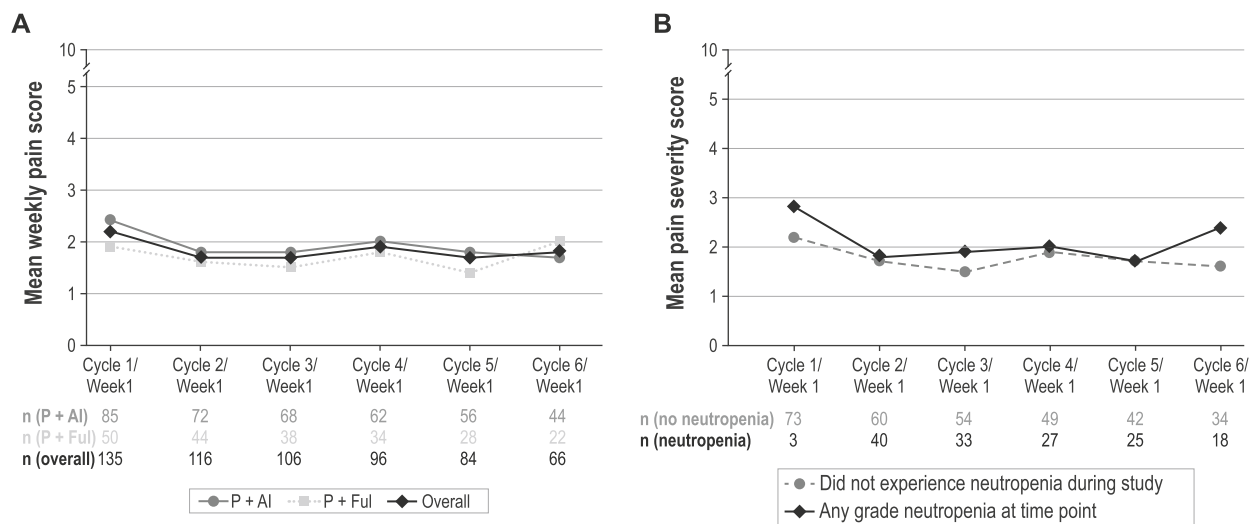 A
Mean weekly pain score
10
5
4
3
2
1
0
Cycle 1/ Cycle 2/ Cycle 3/ Cycle 4/ Cycle 5/ Cycle 6/
Week1 Week1 Week1 Week1 Week1 Week1
n (P + AI) 85 72 68 62 56 44
n (P + Ful) 50 44 38 34 28 22
n (overall) 135 116 106 96 84 66
P + AI P + Ful Overall
B
Mean pain severity score
10
5
4
3
2
1
0
Cycle 1/ Cycle 2/ Cycle 3/ Cycle 4/ Cycle 5/ Cycle 6/
Week 1 Week 1 Week 1 Week 1 Week 1 Week 1
n (no neutropenia) 73 60 54 49 42 34
n (neutropenia) 3 40 33 27 25 18
Did not experience neutropenia during study
Any grade neutropenia at time point